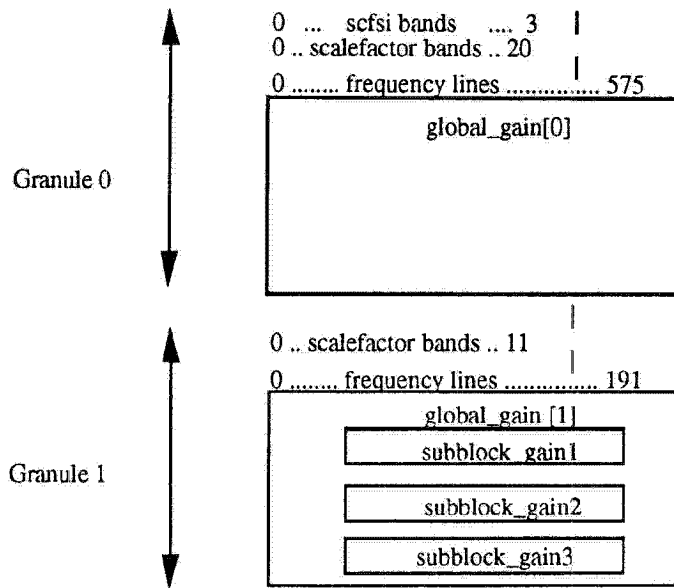 0 ... scfsi bands .... 3
0 .. scalefactor bands .. 20
0 ........ frequency lines ............... 575
global_gain[0]
Granule 0
0 .. scalefactor bands .. 11
0 ........ frequency lines ............... 191
global_gain [1]
subblock_gain1
Granule 1
subblock_gain2
subblock_gain3